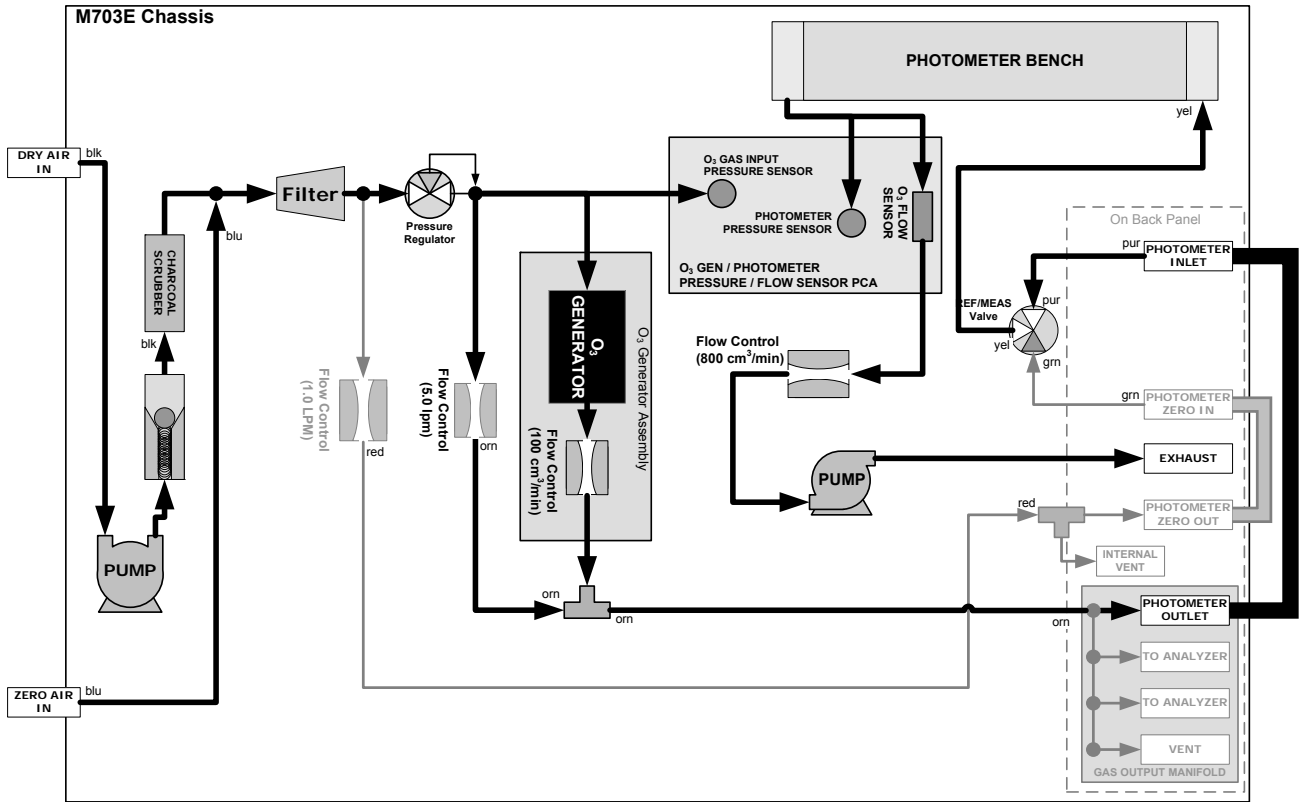 M703E Chassis
PHOTOMETER BENCH
yel
DRY AIR
IN
blk
Filter
blu
Pressure
Regulator
O₃ GAS INPUT
PRESSURE SENSOR
PHOTOMETER
PRESSURE SENSOR
O₃ FLOW
SENSOR
O₃ GEN / PHOTOMETER
PRESSURE / FLOW SENSOR PCA
On Back Panel
pur
PHOTOMETER
INLET
pur
REF/MEAS
Valve
yel
grn
CHARCOAL
SCRUBBER
blk
O₃
GENERATOR
O₃ Generator Assembly
Flow Control
(800 cm³/min)
Flow Control
(1.0 LPM)
red
Flow Control
(5.0 lpm)
orn
Flow Control
(100 cm³/min)
grn
PHOTOMETER
ZERO IN
EXHAUST
PUMP
red
PHOTOMETER
ZERO OUT
INTERNAL
VENT
PUMP
orn
orn
orn
PHOTOMETER
OUTLET
TO ANALYZER
TO ANALYZER
VENT
GAS OUTPUT MANIFOLD
ZERO AIR
IN
blu